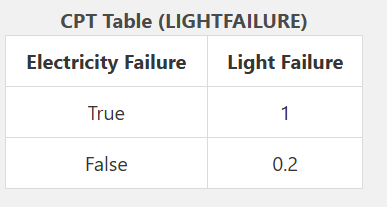 CPT Table (LIGHTFAILURE)
Electricity Failure Light Failure
True 1
False 0.2